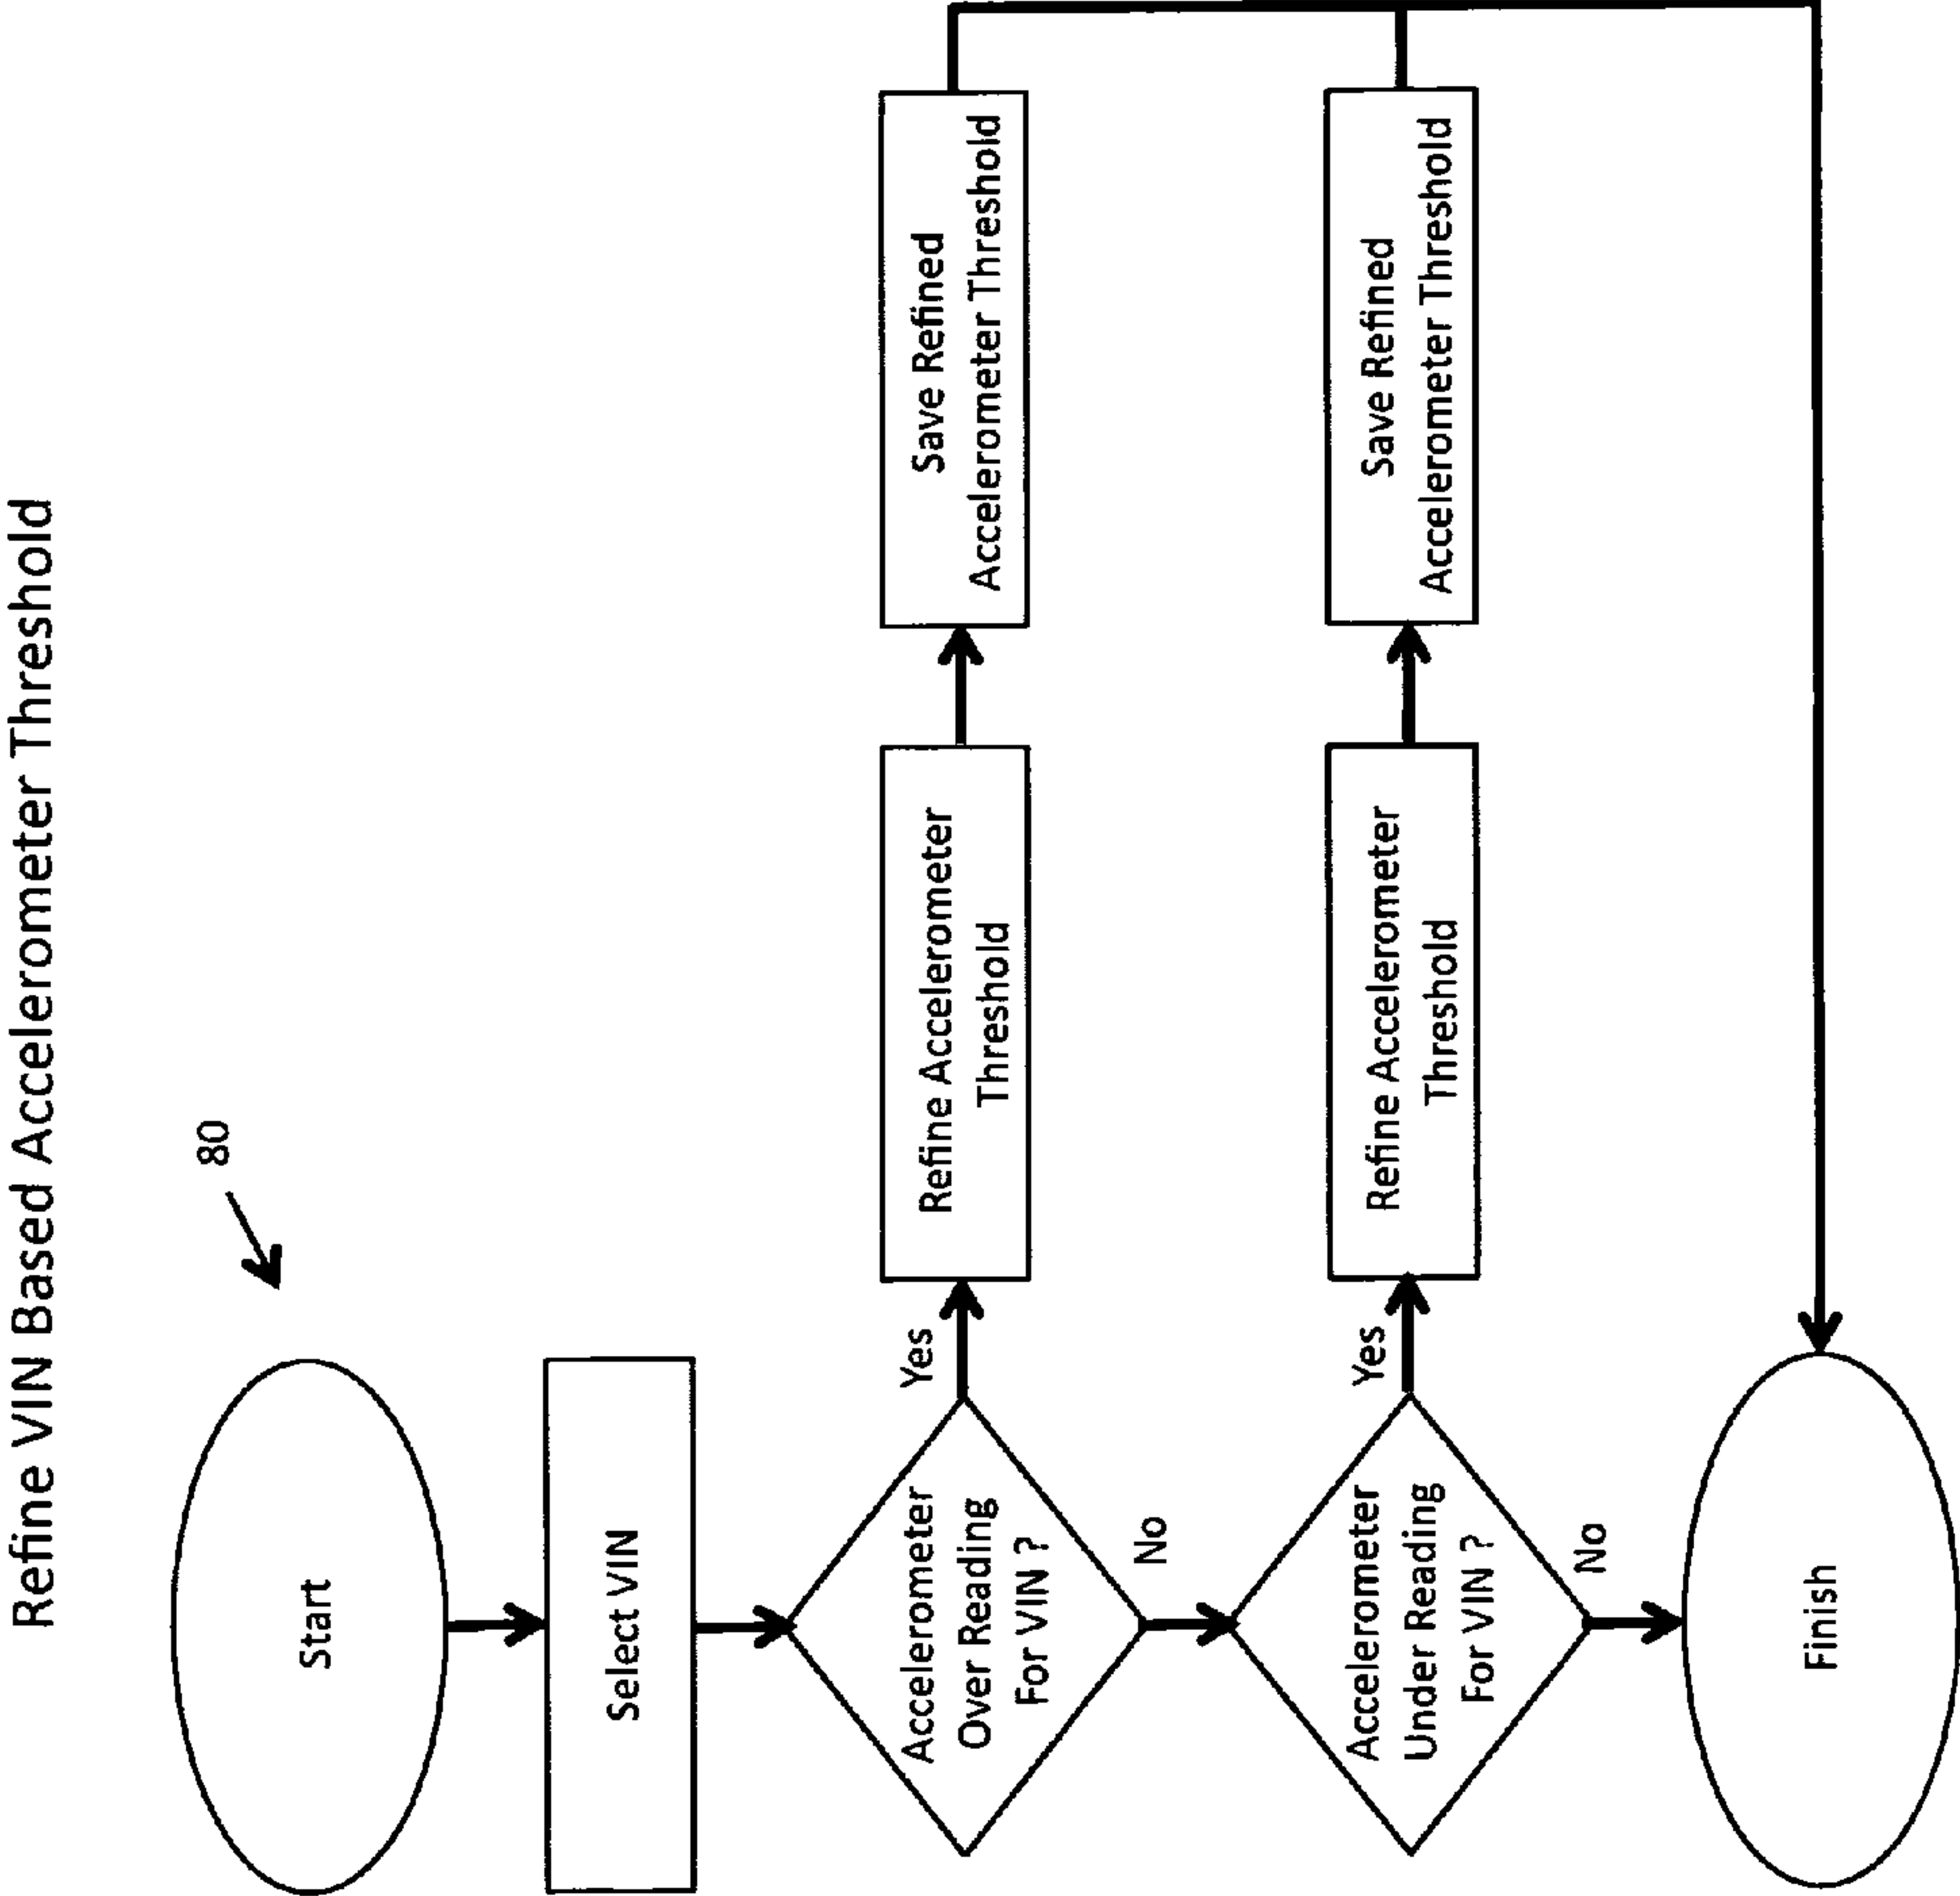 Refine VIN Based Accelerometer Threshold
80
Start
Select VIN
Accelerometer
Over Reading
For VIN ?
Yes
Refine Accelerometer
Threshold
Save Refined
Accelerometer Threshold
No
Accelerometer
Under Reading
For VIN ?
Yes
Refine Accelerometer
Threshold
Save Refined
Accelerometer Threshold
No
Finish